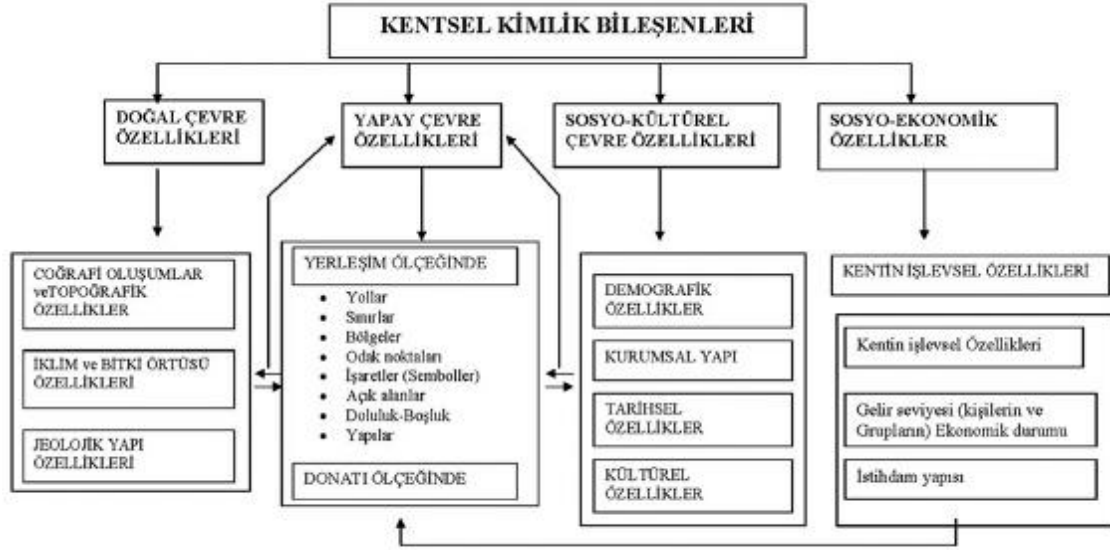 KENTSEL KİMLİK BİLEŞENLERİ
DOĞAL ÇEVRE
ÖZELLİKLERİ
YAPAY ÇEVRE
ÖZELLİKLERİ
SOSYO-KÜLTÜREL
ÇEVRE ÖZELLİKLERİ
SOSYO-EKONOMİK
ÖZELLİKLER
COĞRAFİ OLUŞUMLAR
veTOPOĞRAFİK
ÖZELLİKLER
İKLİM ve BİTKİ ÖRTÜSÜ
ÖZELLİKLERİ
JEOLOJİK YAPI
ÖZELLİKLERİ
YERLEŞİM ÖLÇEĞİNDE
• Yollar
• Sınırlar
• Bölgeler
• Odak noktaları
• İşaretler (Semboller)
• Açık alanlar
• Doluluk-Boşluk
• Yapılar
DONATI ÖLÇEĞİNDE
DEMOGRAFİK
ÖZELLİKLER
KURUMSAL YAPI
TARİHSEL
ÖZELLİKLER
KÜLTÜREL
ÖZELLİKLER
KENTİN İŞLEVSEL ÖZELLİKLERİ
Kentin işlevsel Özellikleri
Gelir seviyesi (kişilerin ve
Grupların) Ekonomik durumu
İstihdam yapısı